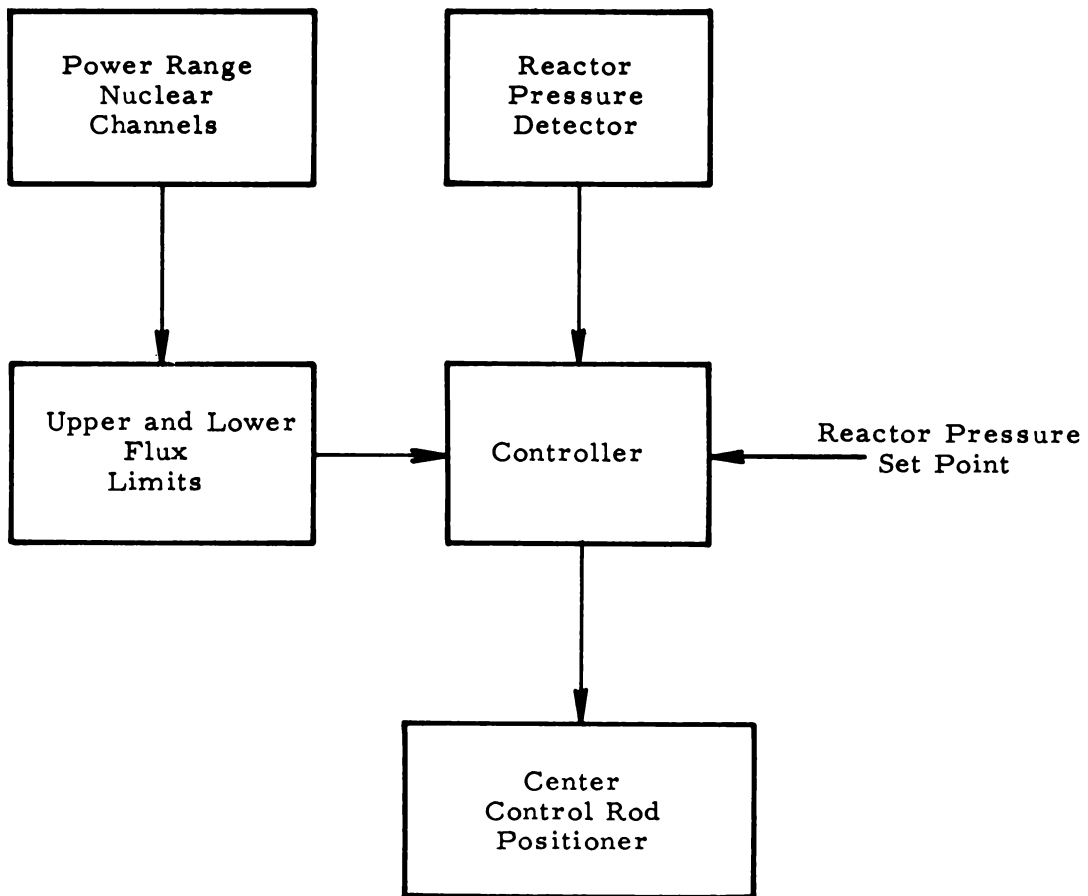 Power Range
Nuclear
Channels
Reactor
Pressure
Detector
Upper and Lower
Flux
Limits
Controller
Reactor Pressure
Set Point
Center
Control Rod
Positioner